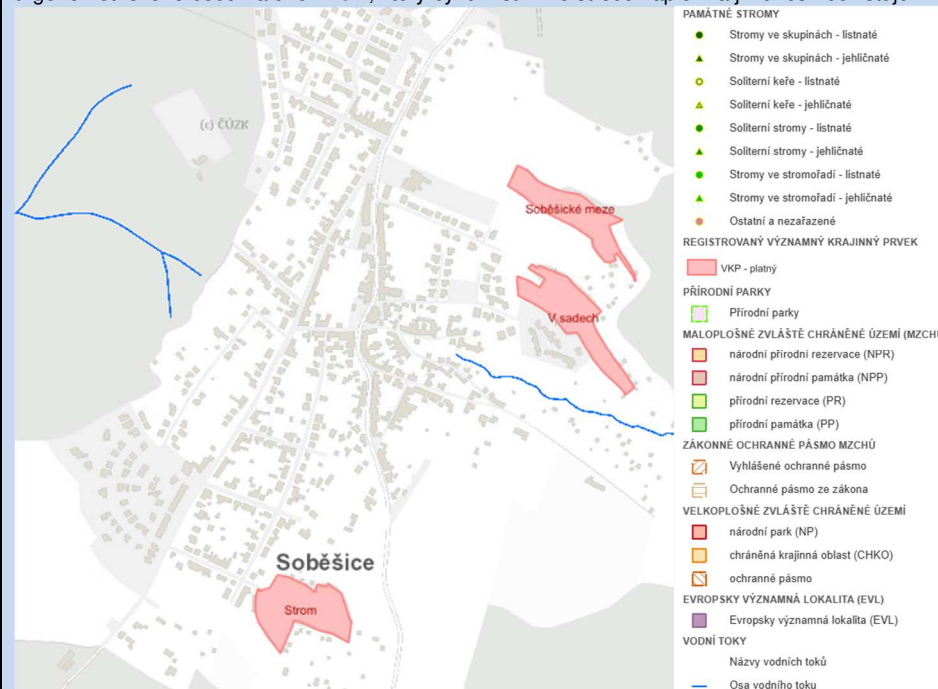 PAMÁTNÉ STROMY
Stromy ve skupinách - listnaté
Stromy ve skupinách - jehličnaté
Soliterní keře - listnaté
Soliterní keře - jehličnaté
Soliterní stromy - listnaté
Soliterní stromy - jehličnaté
Stromy ve stromořadí - listnaté
Stromy ve stromořadí - jehličnaté
Ostatní a nezařazené
REGISTROVANÝ VÝZNAMNÝ KRAJINNÝ PRVEK
VKP - platný
PŘÍRODNÍ PARKY
Přírodní parky
MALOPLOŠNÉ ZVLÁŠTĚ CHRÁNĚNÉ ÚZEMÍ (MZCHÚ
národní přírodní rezervace (NPR)
národní přírodní památka (NPP)
přírodní rezervace (PR)
přírodní památka (PP)
ZÁKONNÉ OCHRANNÉ PÁSMO MZCHÚ
Vyhlášené ochranné pásmo
Ochranné pásmo ze zákona
VELKOPLOŠNÉ ZVLÁŠTĚ CHRÁNĚNÉ ÚZEMÍ
národní park (NP)
chráněná krajinná oblast (CHKO)
ochranné pásmo
EVROPSKY VÝZNAMNÁ LOKALITA (EVL)
Evropsky významná lokalita (EVL)
VODNÍ TOKY
Názvy vodních toků
Osa vodního toku
(c) ČÚZK
Soběšické meze
V sadech
Soběšice
Strom